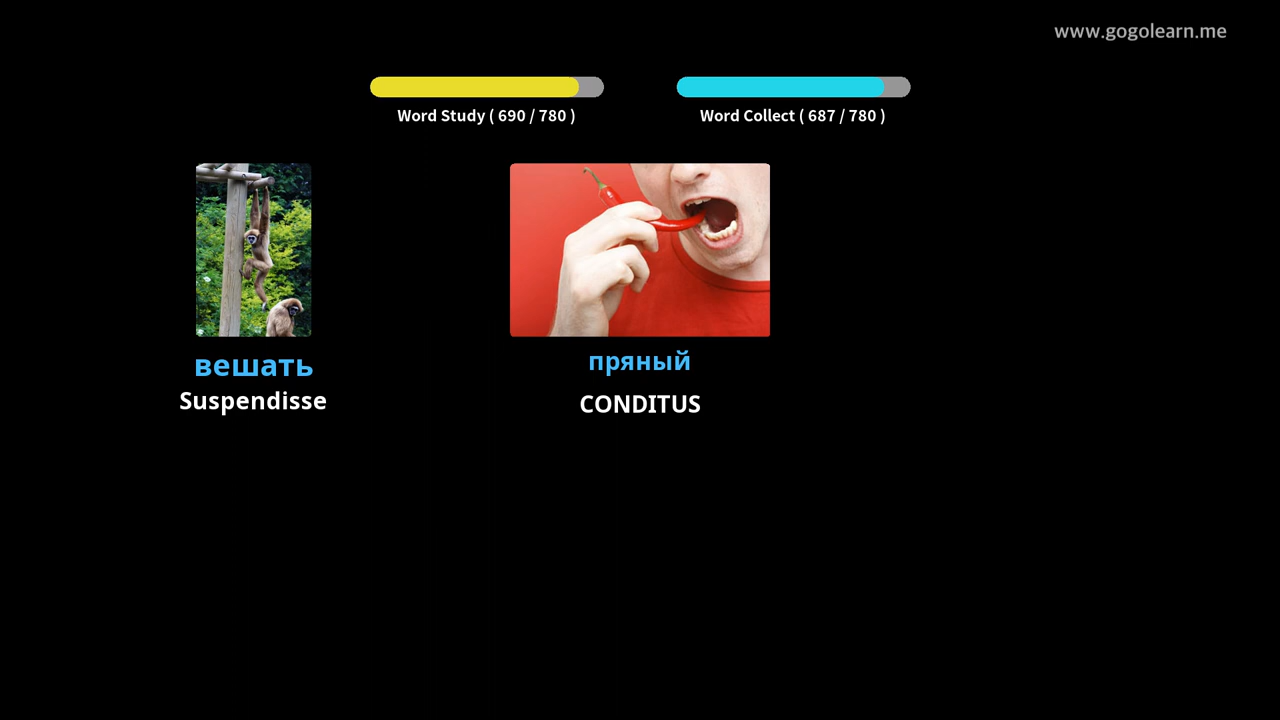 www.gogolearn.me
Word Study ( 690 / 780 )
Word Collect ( 687 / 780 )
вешать
Suspendisse
пряный
CONDITUS